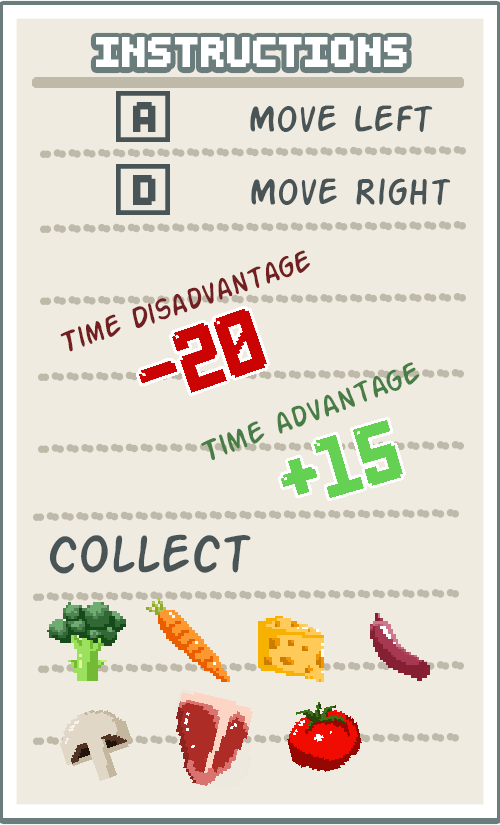 INSTRUCTIONS
A MOVE LEFT
D MOVE RIGHT
TIME DISADVANTAGE
-20
TIME ADVANTAGE
+15
COLLECT